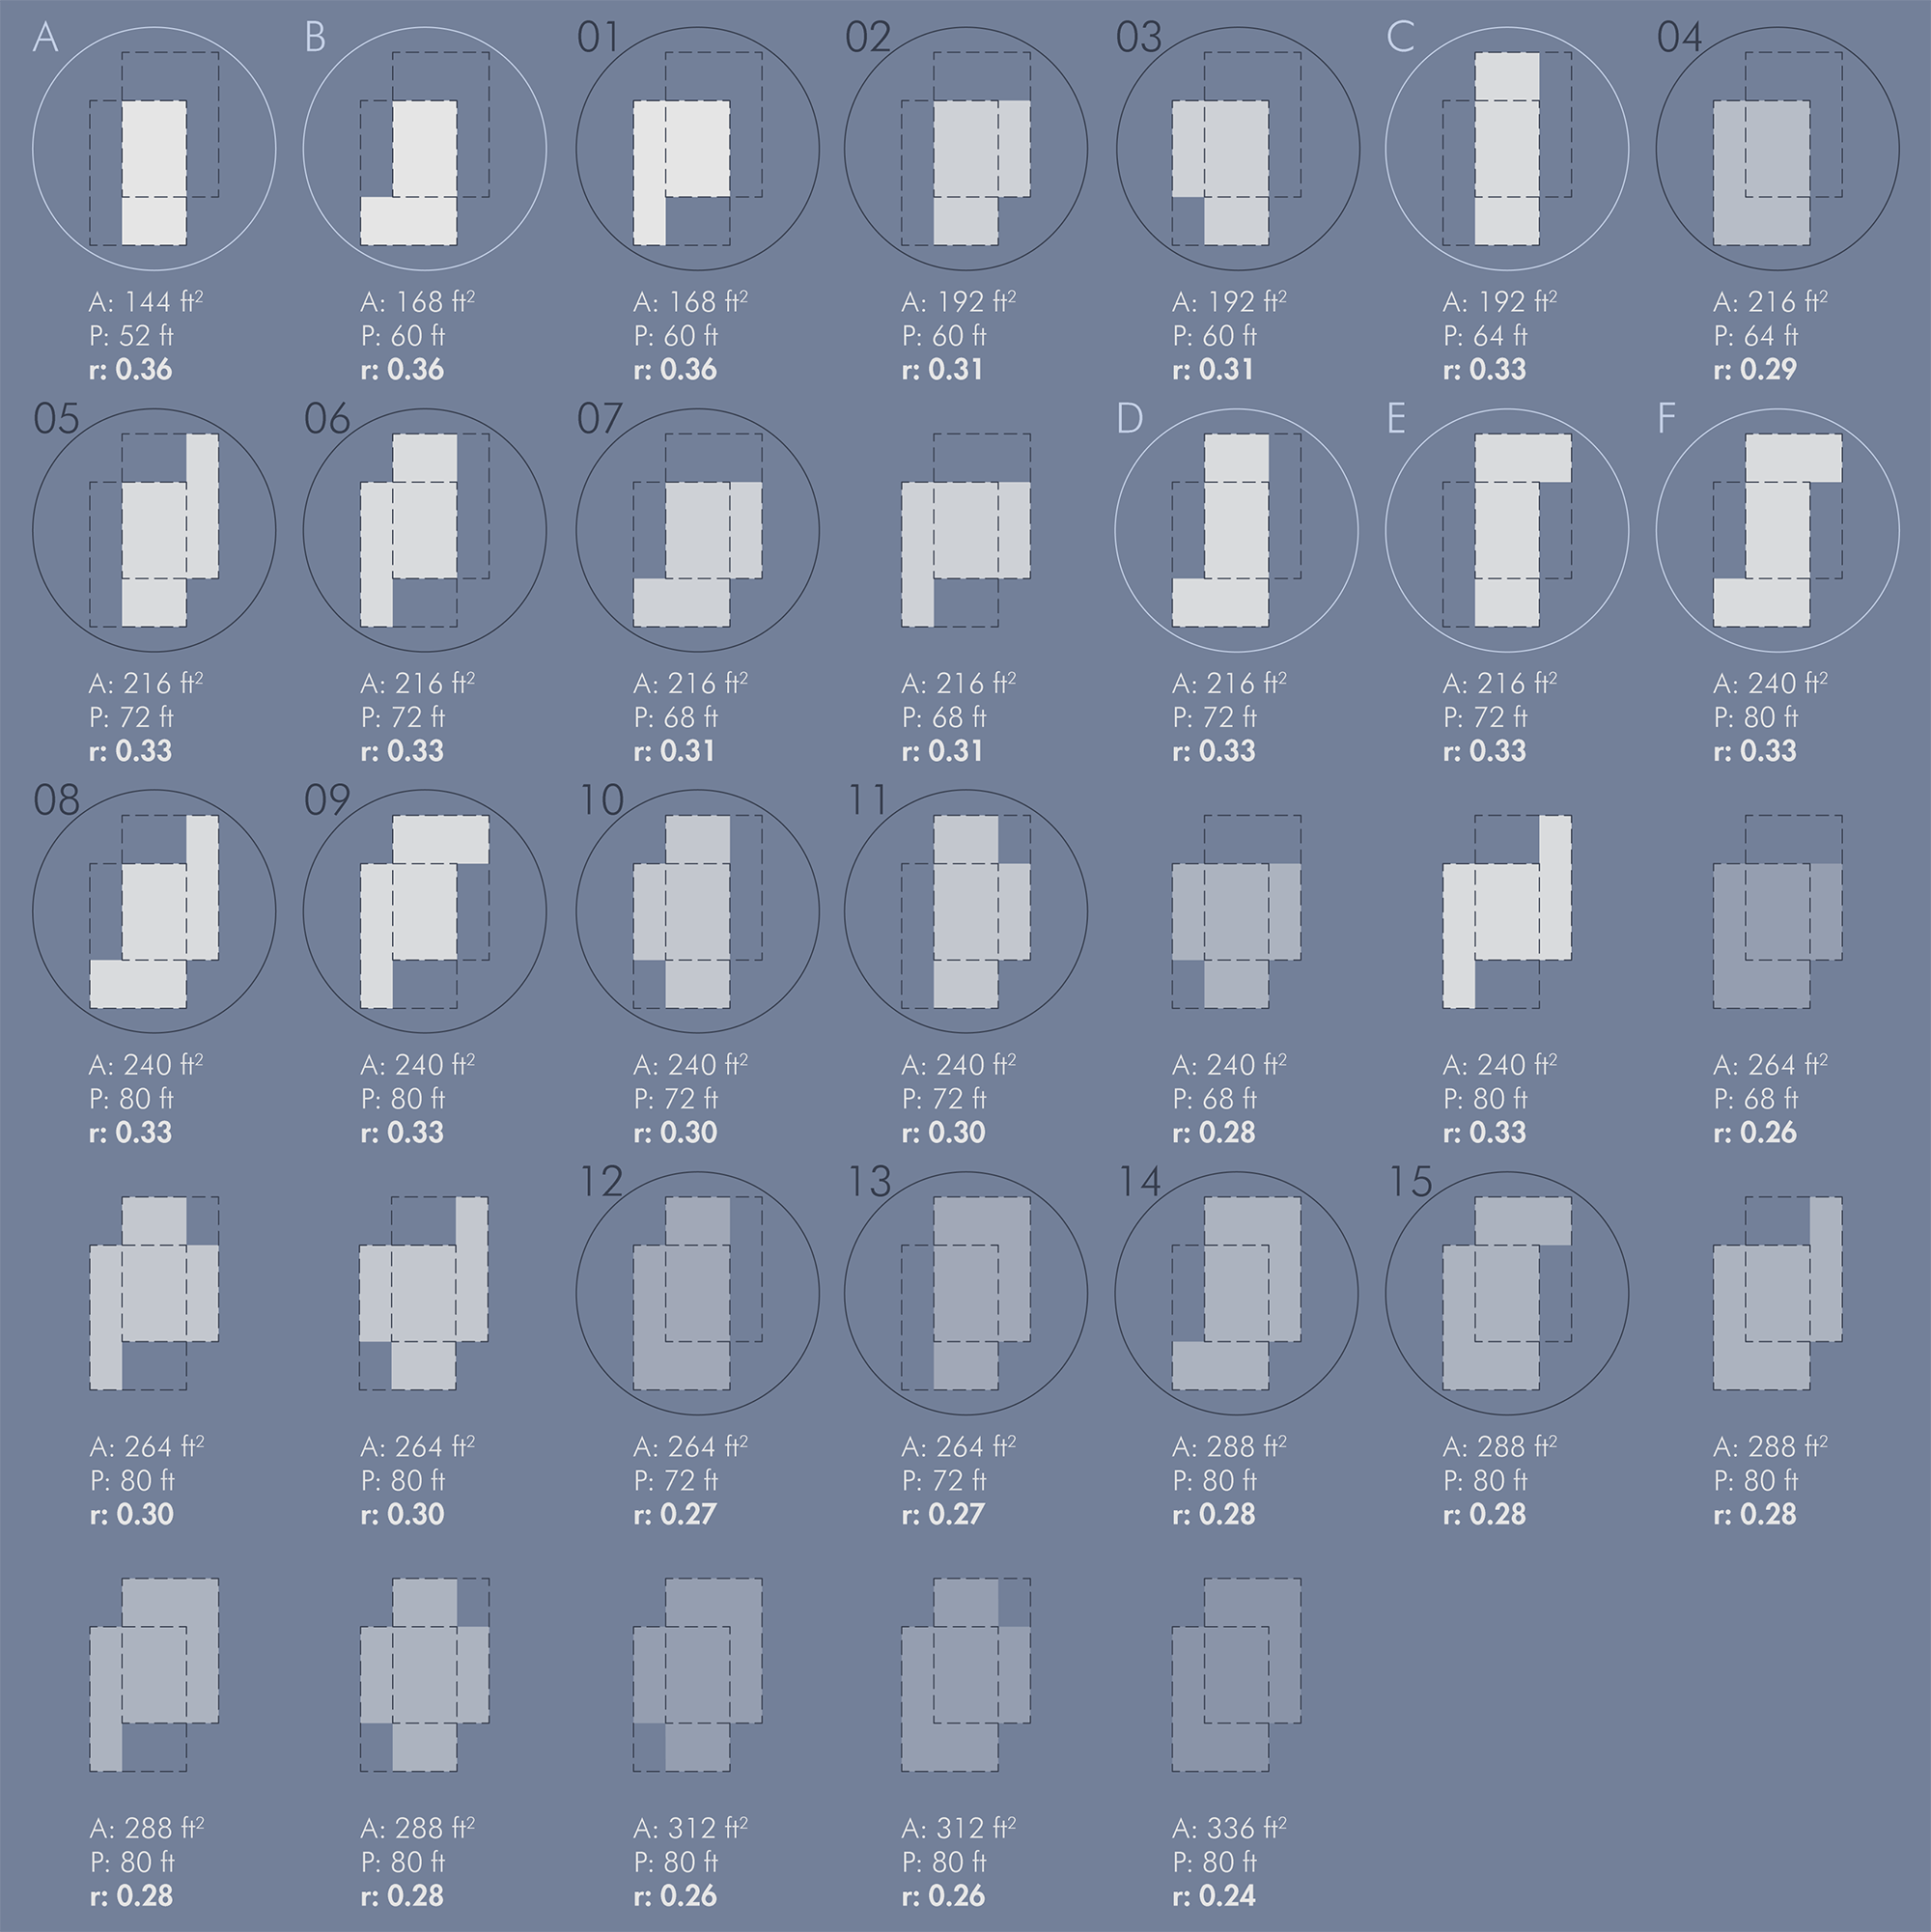 A B 01 02 03 C 04
A: 144 ft² A: 168 ft² A: 168 ft² A: 192 ft² A: 192 ft² A: 192 ft² A: 216 ft²
P: 52 ft P: 60 ft P: 60 ft P: 60 ft P: 60 ft P: 64 ft P: 64 ft
r: 0.36 r: 0.36 r: 0.36 r: 0.31 r: 0.31 r: 0.33 r: 0.29
05 06 07 D E F
A: 216 ft² A: 216 ft² A: 216 ft² A: 216 ft² A: 216 ft² A: 216 ft² A: 240 ft²
P: 72 ft P: 72 ft P: 68 ft P: 68 ft P: 72 ft P: 72 ft P: 80 ft
r: 0.33 r: 0.33 r: 0.31 r: 0.31 r: 0.33 r: 0.33 r: 0.33
08 09 10 11
A: 240 ft² A: 240 ft² A: 240 ft² A: 240 ft² A: 240 ft² A: 240 ft² A: 264 ft²
P: 80 ft P: 80 ft P: 72 ft P: 72 ft P: 68 ft P: 80 ft P: 68 ft
r: 0.33 r: 0.33 r: 0.30 r: 0.30 r: 0.28 r: 0.33 r: 0.26
12 13 14 15
A: 264 ft² A: 264 ft² A: 264 ft² A: 264 ft² A: 288 ft² A: 288 ft² A: 288 ft²
P: 80 ft P: 80 ft P: 72 ft P: 72 ft P: 80 ft P: 80 ft P: 80 ft
r: 0.30 r: 0.30 r: 0.27 r: 0.27 r: 0.28 r: 0.28 r: 0.28
A: 288 ft² A: 288 ft² A: 312 ft² A: 312 ft² A: 336 ft²
P: 80 ft P: 80 ft P: 80 ft P: 80 ft P: 80 ft
r: 0.28 r: 0.28 r: 0.26 r: 0.26 r: 0.24